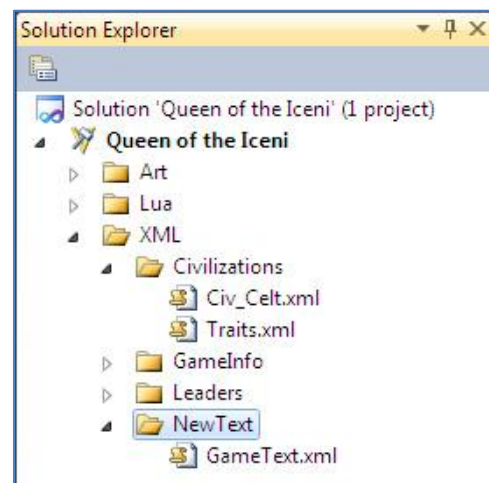 Solution Explorer
Solution 'Queen of the Iceni' (1 project)
Queen of the Iceni
Art
Lua
XML
Civilizations
Civ_Celt.xml
Traits.xml
GameInfo
Leaders
NewText
GameText.xml